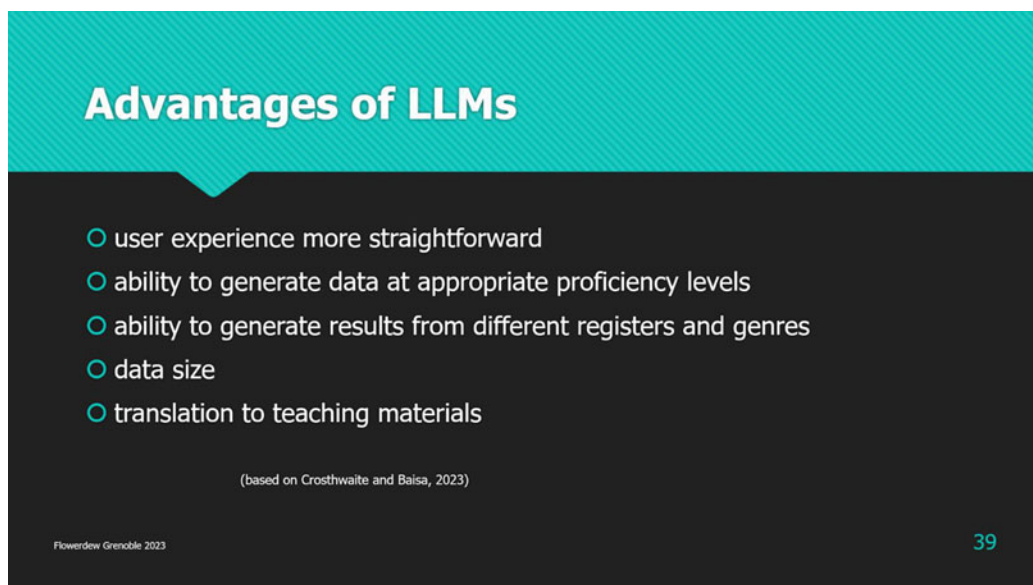 Advantages of LLMs
user experience more straightforward
ability to generate data at appropriate proficiency levels
ability to generate results from different registers and genres
data size
translation to teaching materials
(based on Crosthwaite and Baisa, 2023)
Flowerdew Grenoble 2023
39